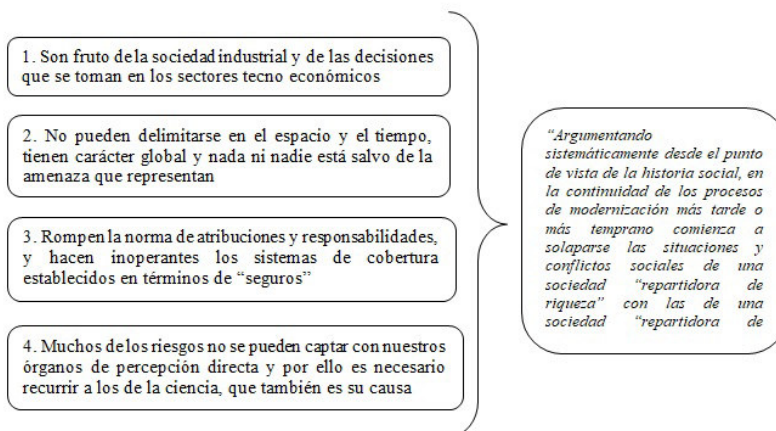 1. Son fruto de la sociedad industrial y de las decisiones
que se toman en los sectores tecno económicos
2. No pueden delimitarse en el espacio y el tiempo,
tienen carácter global y nada ni nadie está salvo de la
amenaza que representan
3. Rompen la norma de atribuciones y responsabilidades,
y hacen inoperantes los sistemas de cobertura
establecidos en términos de “seguros”
4. Muchos de los riesgos no se pueden captar con nuestros
órganos de percepción directa y por ello es necesario
recurrir a los de la ciencia, que también es su causa
“Argumentando
sistemáticamente desde el punto
de vista de la historia social, en
la continuidad de los procesos
de modernización más tarde o
más temprano comienza a
solaparse las situaciones y
conflictos sociales de una
sociedad “repartidora de
riqueza” con las de una
sociedad “repartidora de